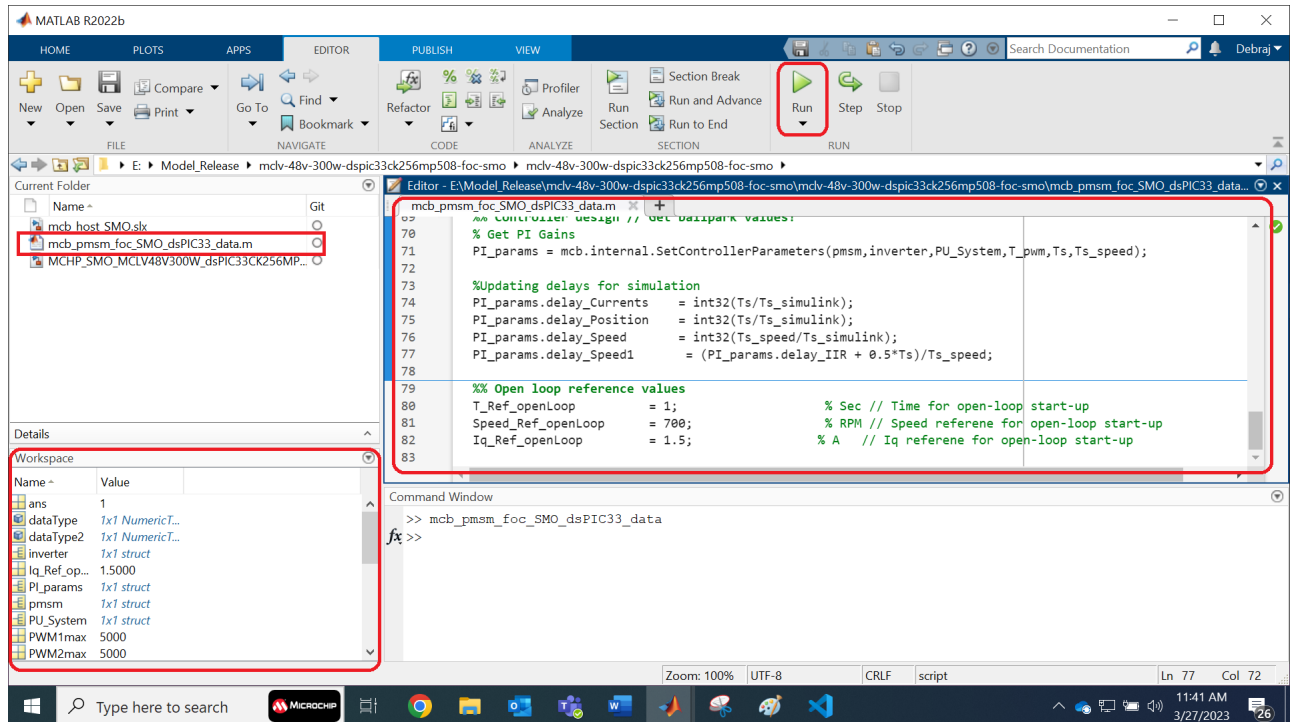 MATLAB R2022b
HOME PLOTS APPS EDITOR PUBLISH VIEW Search Documentation Debraj
New Open Save Compare Print Go To Find Bookmark Refactor Profiler Analyze Run Section Section Break Run and Advance Run to End Run Step Stop
FILE NAVIGATE CODE ANALYZE SECTION RUN
E: Model_Release mclv-48v-300w-dspic33ck256mp508-foc-smo mclv-48v-300w-dspic33ck256mp508-foc-smo
Current Folder
Name Git
mcb_host_SMO.slx
mcb_pmsm_foc_SMO_dsPIC33_data.m
MCHP_SMO_MCLV48V300W_dsPIC33CK256MP...
Details
Workspace
Name Value
ans 1
dataType 1x1 NumericT...
dataType2 1x1 NumericT...
inverter 1x1 struct
Iq_Ref_op... 1.5000
PI_params 1x1 struct
pmsm 1x1 struct
PU_System 1x1 struct
PWM1max 5000
PWM2max 5000
Editor - E:\Model_Release\mclv-48v-300w-dspic33ck256mp508-foc-smo\mclv-48v-300w-dspic33ck256mp508-foc-smo\mcb_pmsm_foc_SMO_dsPIC33_data...
mcb_pmsm_foc_SMO_dsPIC33_data.m
69 %% Controller design // Get ballpark values!
70 % Get PI Gains
71 PI_params = mcb.internal.SetControllerParameters(pmsm,inverter,PU_System,T_pwm,Ts,Ts_speed);
72
73 %Updating delays for simulation
74 PI_params.delay_Currents = int32(Ts/Ts_simulink);
75 PI_params.delay_Position = int32(Ts/Ts_simulink);
76 PI_params.delay_Speed = int32(Ts_speed/Ts_simulink);
77 PI_params.delay_Speed1 = (PI_params.delay_IIR + 0.5*Ts)/Ts_speed;
78
79 %% Open loop reference values
80 T_Ref_openLoop = 1; % Sec // Time for open-loop start-up
81 Speed_Ref_openLoop = 700; % RPM // Speed referene for open-loop start-up
82 Iq_Ref_openLoop = 1.5; % A // Iq referene for open-loop start-up
83
Command Window
>> mcb_pmsm_foc_SMO_dsPIC33_data
fx >>
Zoom: 100% UTF-8 CRLF script Ln 77 Col 72
Type here to search MICROCHIP 11:41 AM
3/27/2023 26